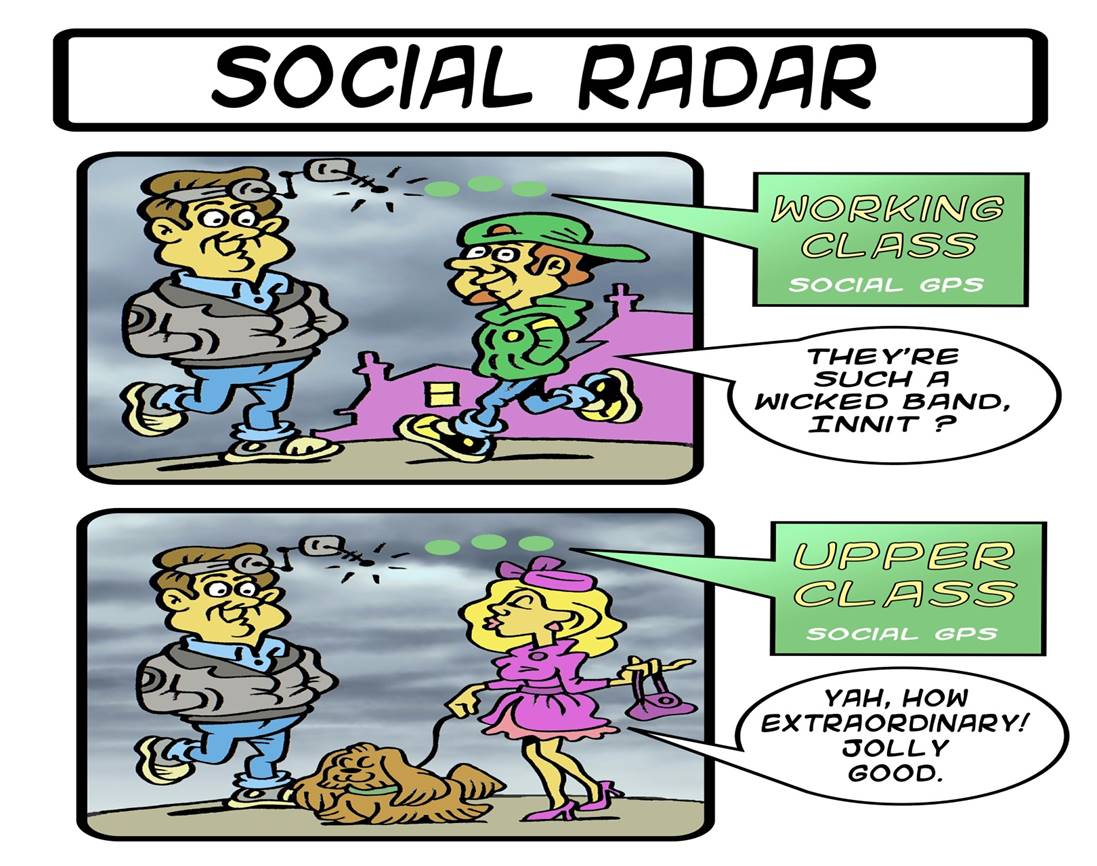 SOCIAL RADAR
WORKING
CLASS
SOCIAL GPS
THEY'RE
SUCH A
WICKED BAND,
INNIT ?
UPPER
CLASS
SOCIAL GPS
YAH, HOW
EXTRAORDINARY!
JOLLY
GOOD.